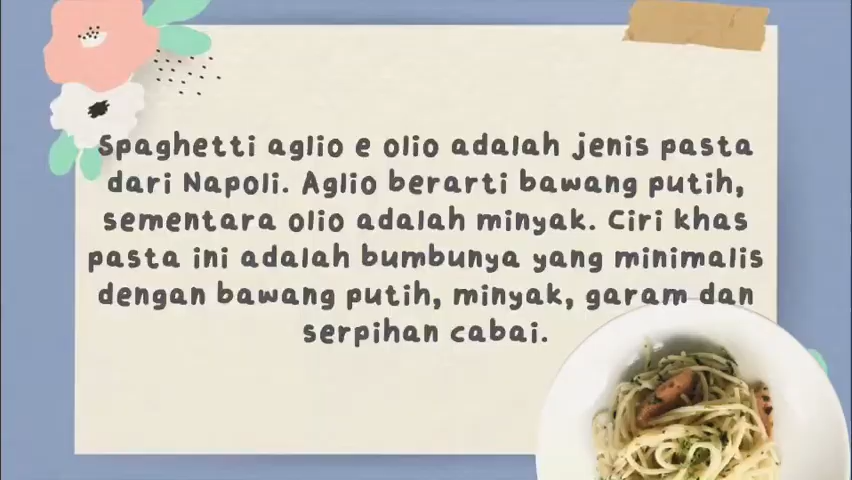 Spaghetti aglio e olio adalah jenis pasta
dari Napoli. Aglio berarti bawang putih,
sementara olio adalah minyak. Ciri khas
pasta ini adalah bumbunya yang minimalis
dengan bawang putih, minyak, garam dan
serpihan cabai.